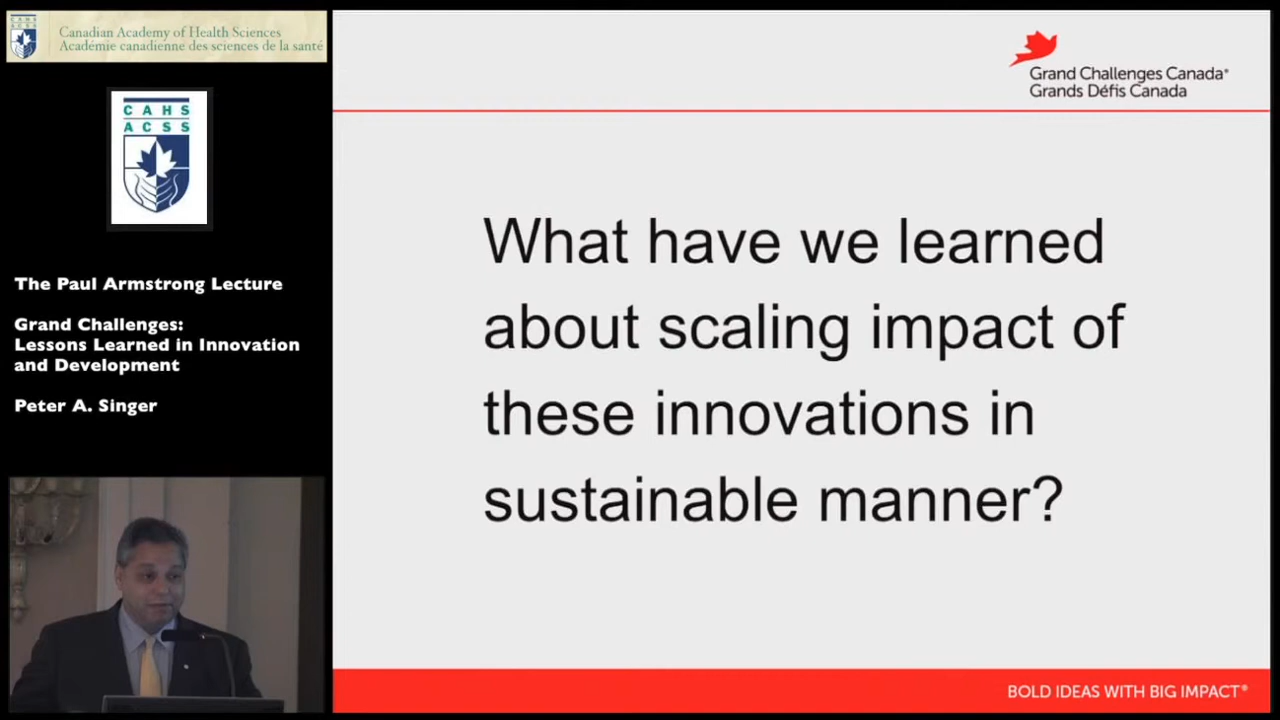 Canadian Academy of Health Sciences
Académie canadienne des sciences de la santé
CAHS
ACSS
The Paul Armstrong Lecture
Grand Challenges:
Lessons Learned in Innovation
and Development
Peter A. Singer
Grand Challenges Canada®
Grands Défis Canada
What have we learned
about scaling impact of
these innovations in
sustainable manner?
BOLD IDEAS WITH BIG IMPACT®